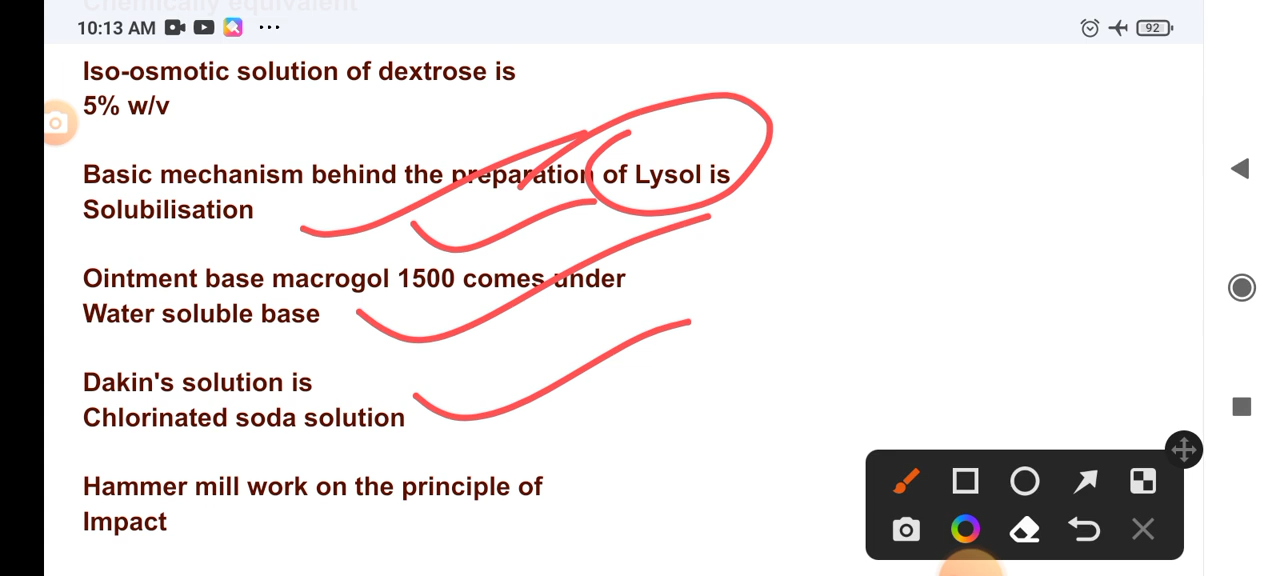 Chemically equivalent
10:13 AM
92
Iso-osmotic solution of dextrose is
5% w/v
Basic mechanism behind the preparation of Lysol is
Solubilisation
Ointment base macrogol 1500 comes under
Water soluble base
Dakin's solution is
Chlorinated soda solution
Hammer mill work on the principle of
Impact